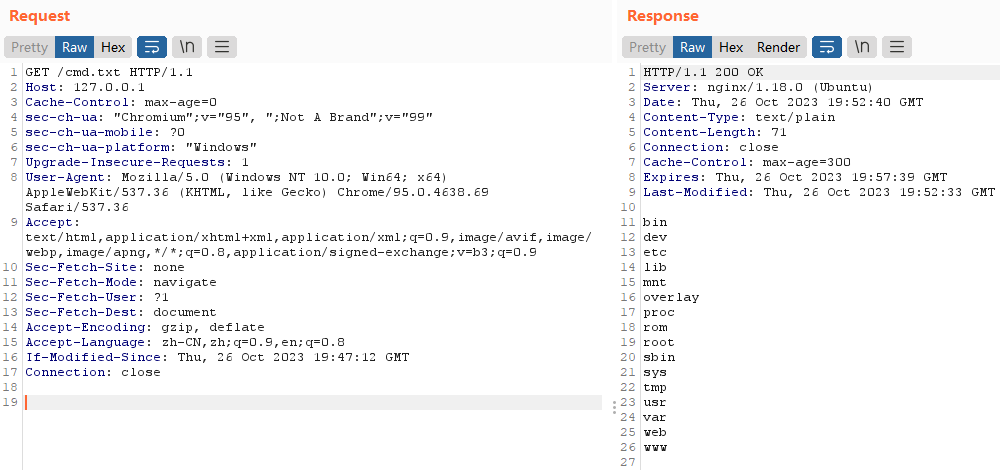 Request
Pretty Raw Hex \n
1 GET /cmd.txt HTTP/1.1
2 Host: 127.0.0.1
3 Cache-Control: max-age=0
4 sec-ch-ua: "Chromium";v="95", ";Not A Brand";v="99"
5 sec-ch-ua-mobile: ?0
6 sec-ch-ua-platform: "Windows"
7 Upgrade-Insecure-Requests: 1
8 User-Agent: Mozilla/5.0 (Windows NT 10.0; Win64; x64)
AppleWebKit/537.36 (KHTML, like Gecko) Chrome/95.0.4638.69
Safari/537.36
9 Accept:
text/html,application/xhtml+xml,application/xml;q=0.9,image/avif,image/
webp,image/apng,*/*;q=0.8,application/signed-exchange;v=b3;q=0.9
10 Sec-Fetch-Site: none
11 Sec-Fetch-Mode: navigate
12 Sec-Fetch-User: ?1
13 Sec-Fetch-Dest: document
14 Accept-Encoding: gzip, deflate
15 Accept-Language: zh-CN,zh;q=0.9,en;q=0.8
16 If-Modified-Since: Thu, 26 Oct 2023 19:47:12 GMT
17 Connection: close
18
19
Response
Pretty Raw Hex Render \n
1 HTTP/1.1 200 OK
2 Server: nginx/1.18.0 (Ubuntu)
3 Date: Thu, 26 Oct 2023 19:52:40 GMT
4 Content-Type: text/plain
5 Content-Length: 71
6 Connection: close
7 Cache-Control: max-age=300
8 Expires: Thu, 26 Oct 2023 19:57:39 GMT
9 Last-Modified: Thu, 26 Oct 2023 19:52:33 GMT
10
11 bin
12 dev
13 etc
14 lib
15 mnt
16 overlay
17 proc
18 rom
19 root
20 sbin
21 sys
22 tmp
23 usr
24 var
25 web
26 www
27